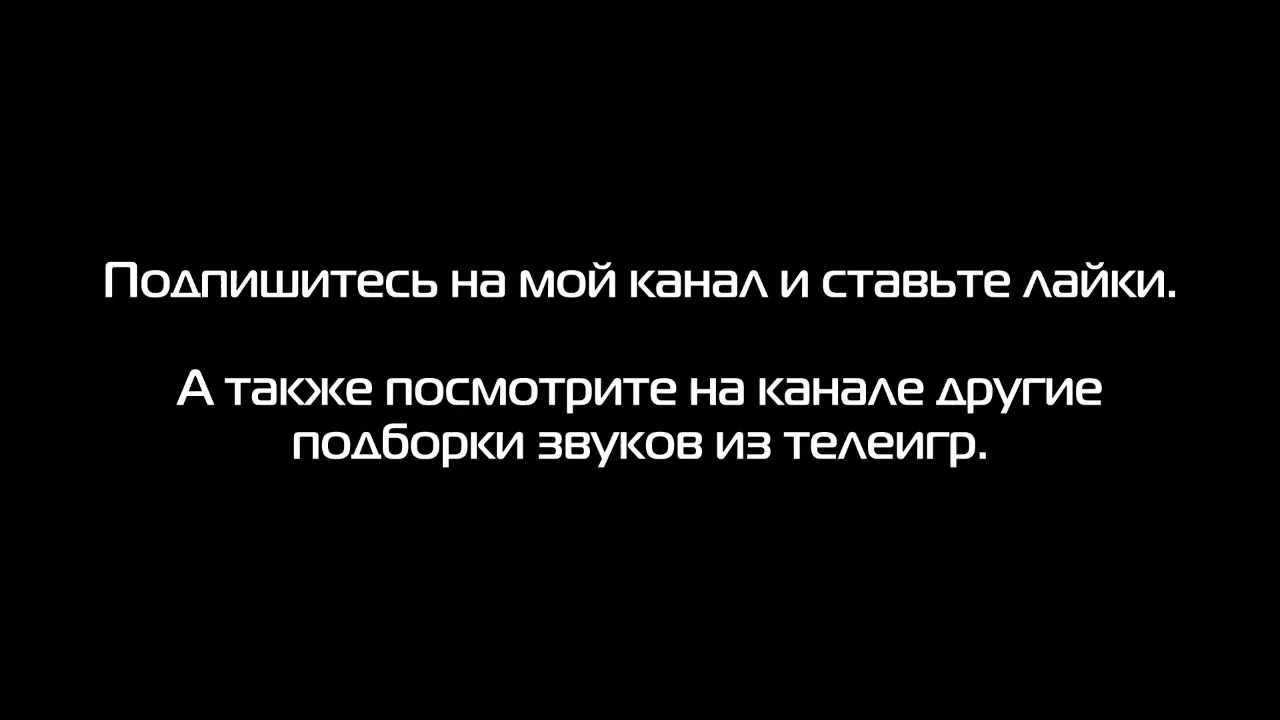 Подпишитесь на мой канал и ставьте лайки.
А также посмотрите на канале другие
подборки звуков из телеигр.